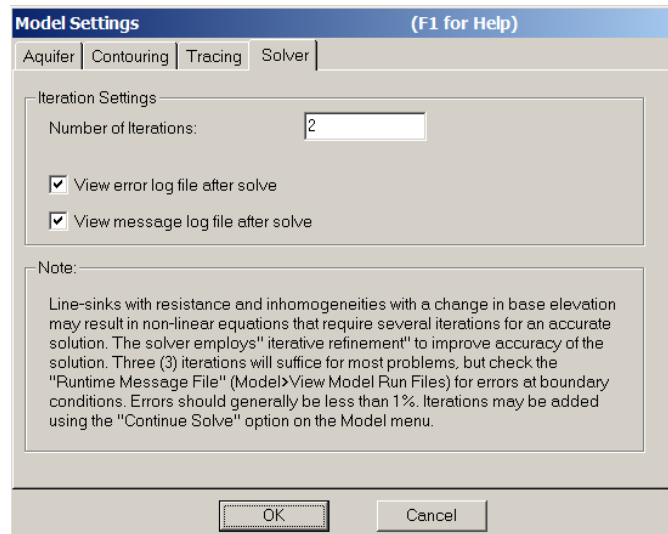 Model Settings (F1 for Help)
Aquifer Contouring Tracing Solver
Iteration Settings
Number of Iterations: 2
View error log file after solve
View message log file after solve
Note:
Line-sinks with resistance and inhomogeneities with a change in base elevation
may result in non-linear equations that require several iterations for an accurate
solution. The solver employs" iterative refinement" to improve accuracy of the
solution. Three (3) iterations will suffice for most problems, but check the
"Runtime Message File" (Model>View Model Run Files) for errors at boundary
conditions. Errors should generally be less than 1%. Iterations may be added
using the "Continue Solve" option on the Model menu.
OK Cancel